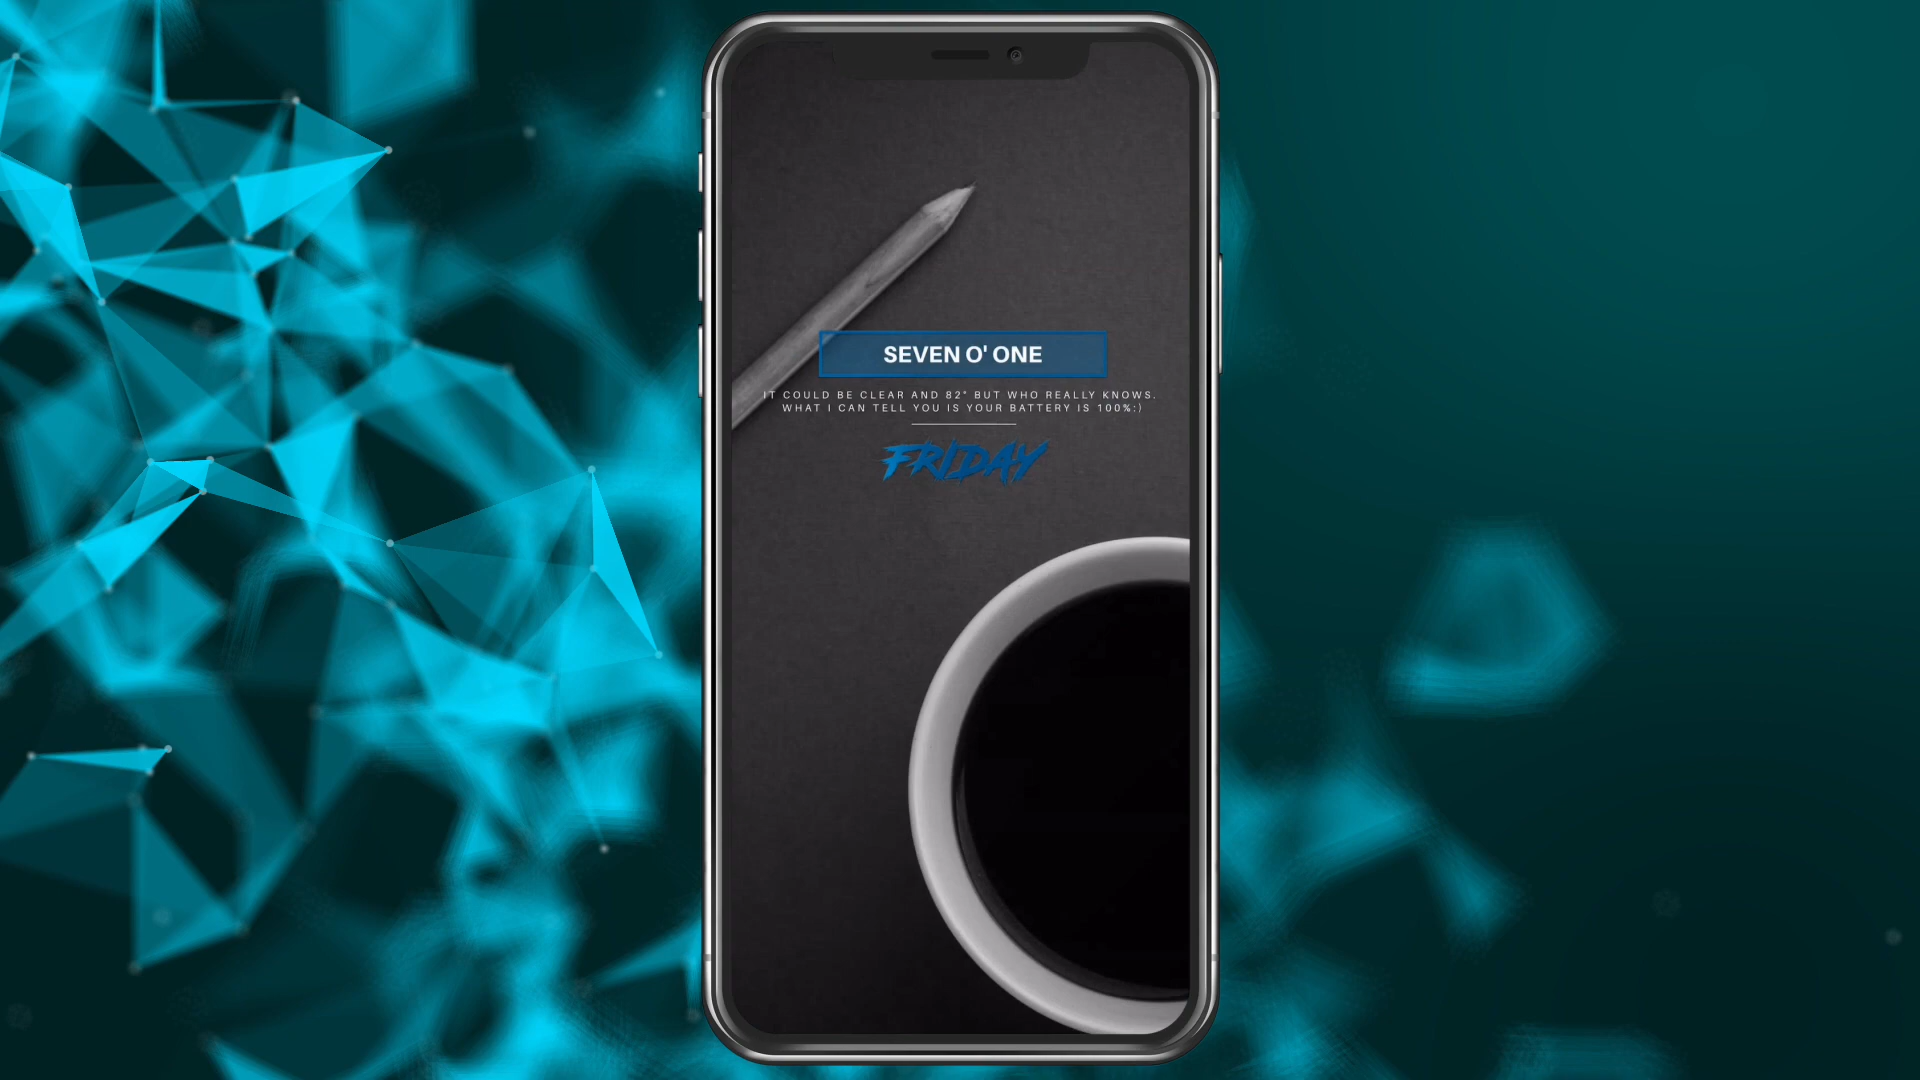 SEVEN O' ONE
IT COULD BE CLEAR AND 82° BUT WHO REALLY KNOWS.
WHAT I CAN TELL YOU IS YOUR BATTERY IS 100%:)
FRIDAY